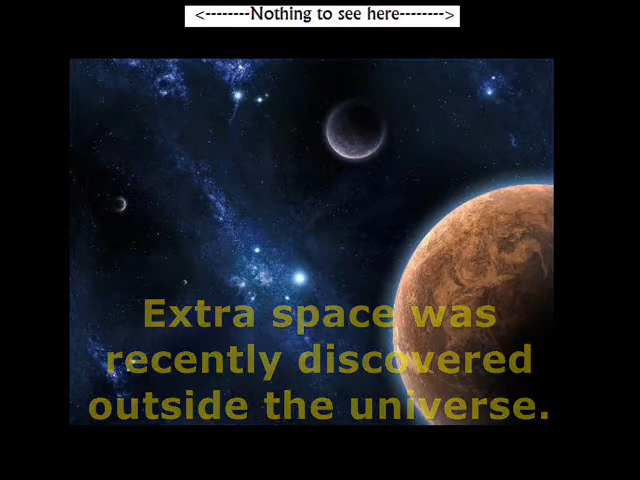 <--------Nothing to see here-------->
Extra space was
recently discovered
outside the universe.